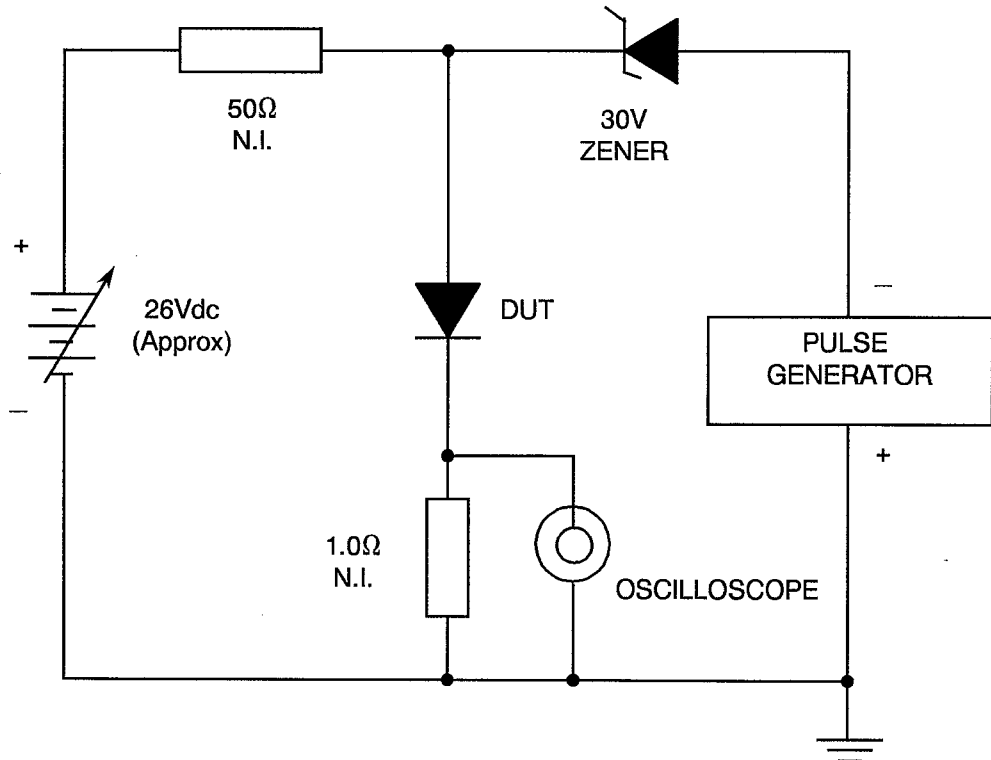 50Ω
N.I.
30V
ZENER
+
26Vdc
(Approx)
—
DUT
—
PULSE
GENERATOR
+
1.0Ω
N.I.
OSCILLOSCOPE